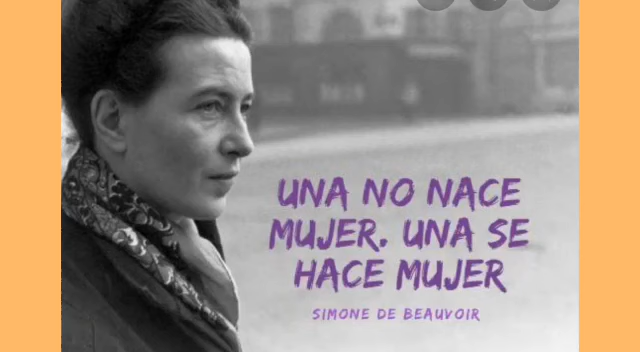 UNA NO NACE
MUJER. UNA SE
HACE MUJER
SIMONE DE BEAUVOIR